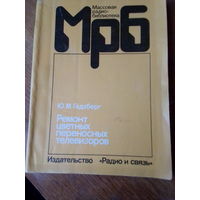 Массовая
радио-
библиотека
Мрб
Ю.М. Гедзберг
Ремонт
цветных
переносных
телевизоров
Издательство «Радио и связь»